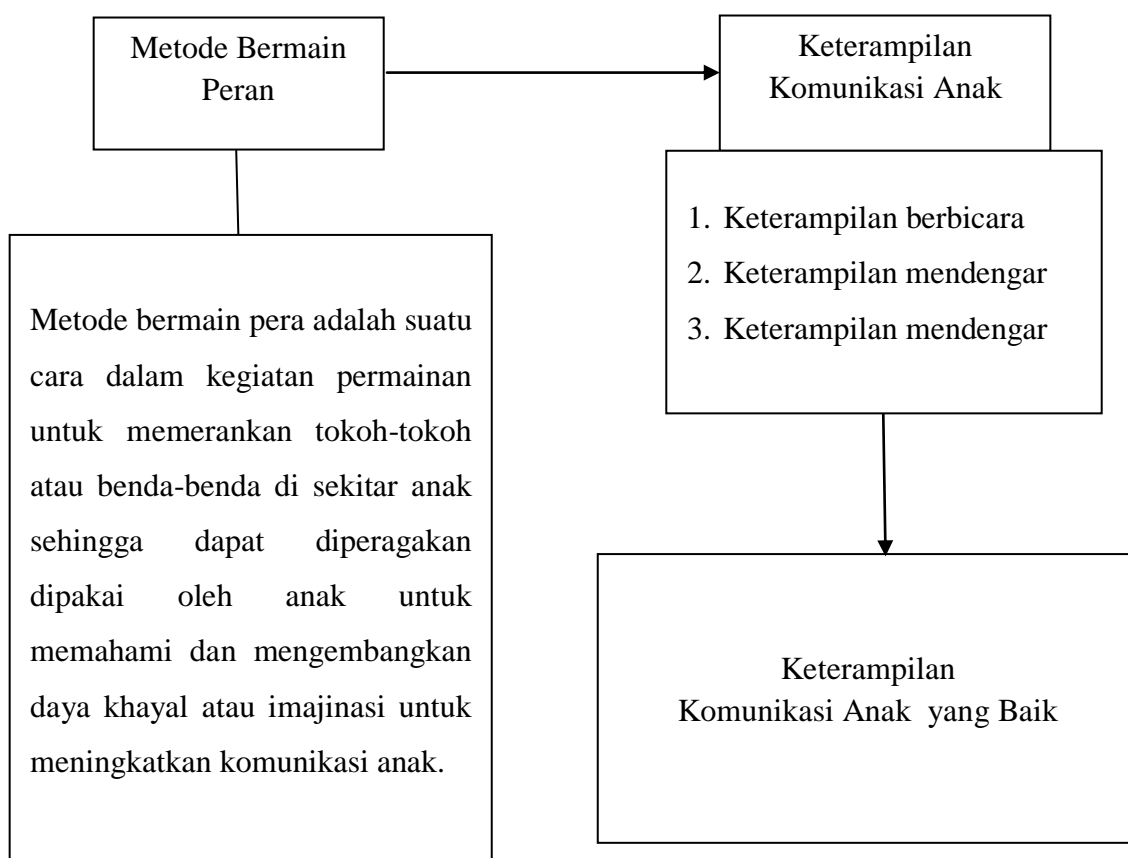 Metode Bermain
Peran
Keterampilan
Komunikasi Anak
1. Keterampilan berbicara
2. Keterampilan mendengar
3. Keterampilan mendengar
Metode bermain pera adalah suatu
cara dalam kegiatan permainan
untuk memerankan tokoh-tokoh
atau benda-benda di sekitar anak
sehingga dapat diperagakan
dipakai oleh anak untuk
memahami dan mengembangkan
daya khayal atau imajinasi untuk
meningkatkan komunikasi anak.
Keterampilan
Komunikasi Anak yang Baik